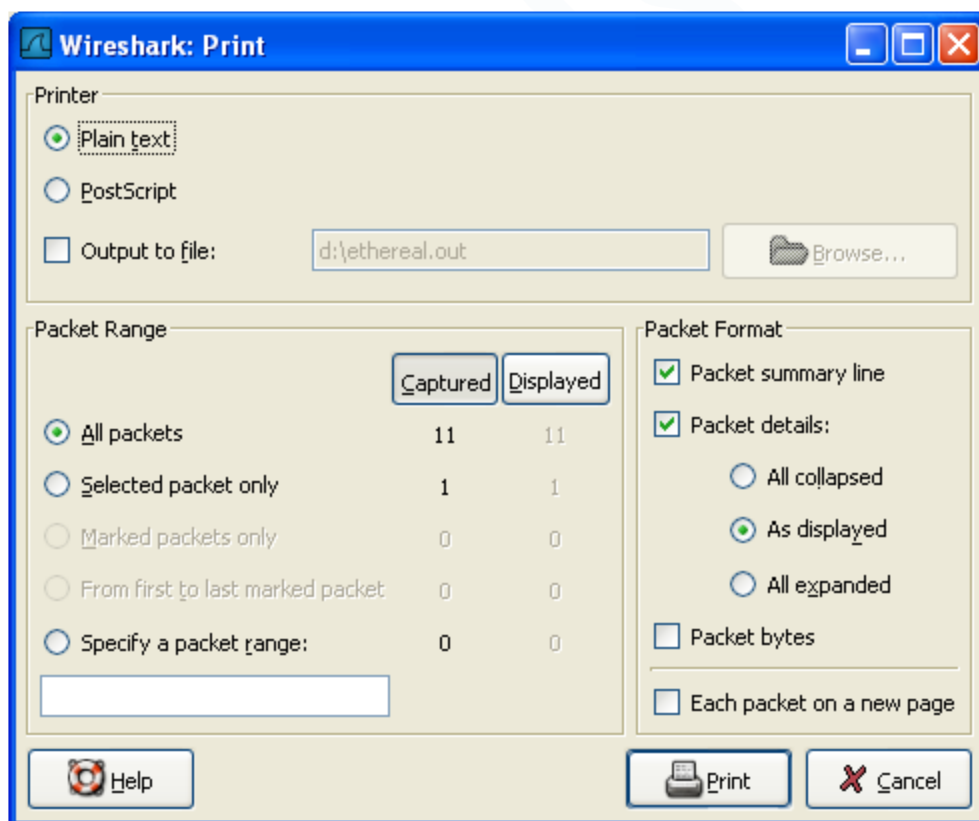 Wireshark: Print
Printer
Plain text
PostScript
Output to file:
d:\ethereal.out
Browse...
Packet Range
Captured Displayed
All packets 11 11
Selected packet only 1 1
Marked packets only 0 0
From first to last marked packet 0 0
Specify a packet range: 0 0
Packet Format
Packet summary line
Packet details:
All collapsed
As displayed
All expanded
Packet bytes
Each packet on a new page
Help
Print
Cancel